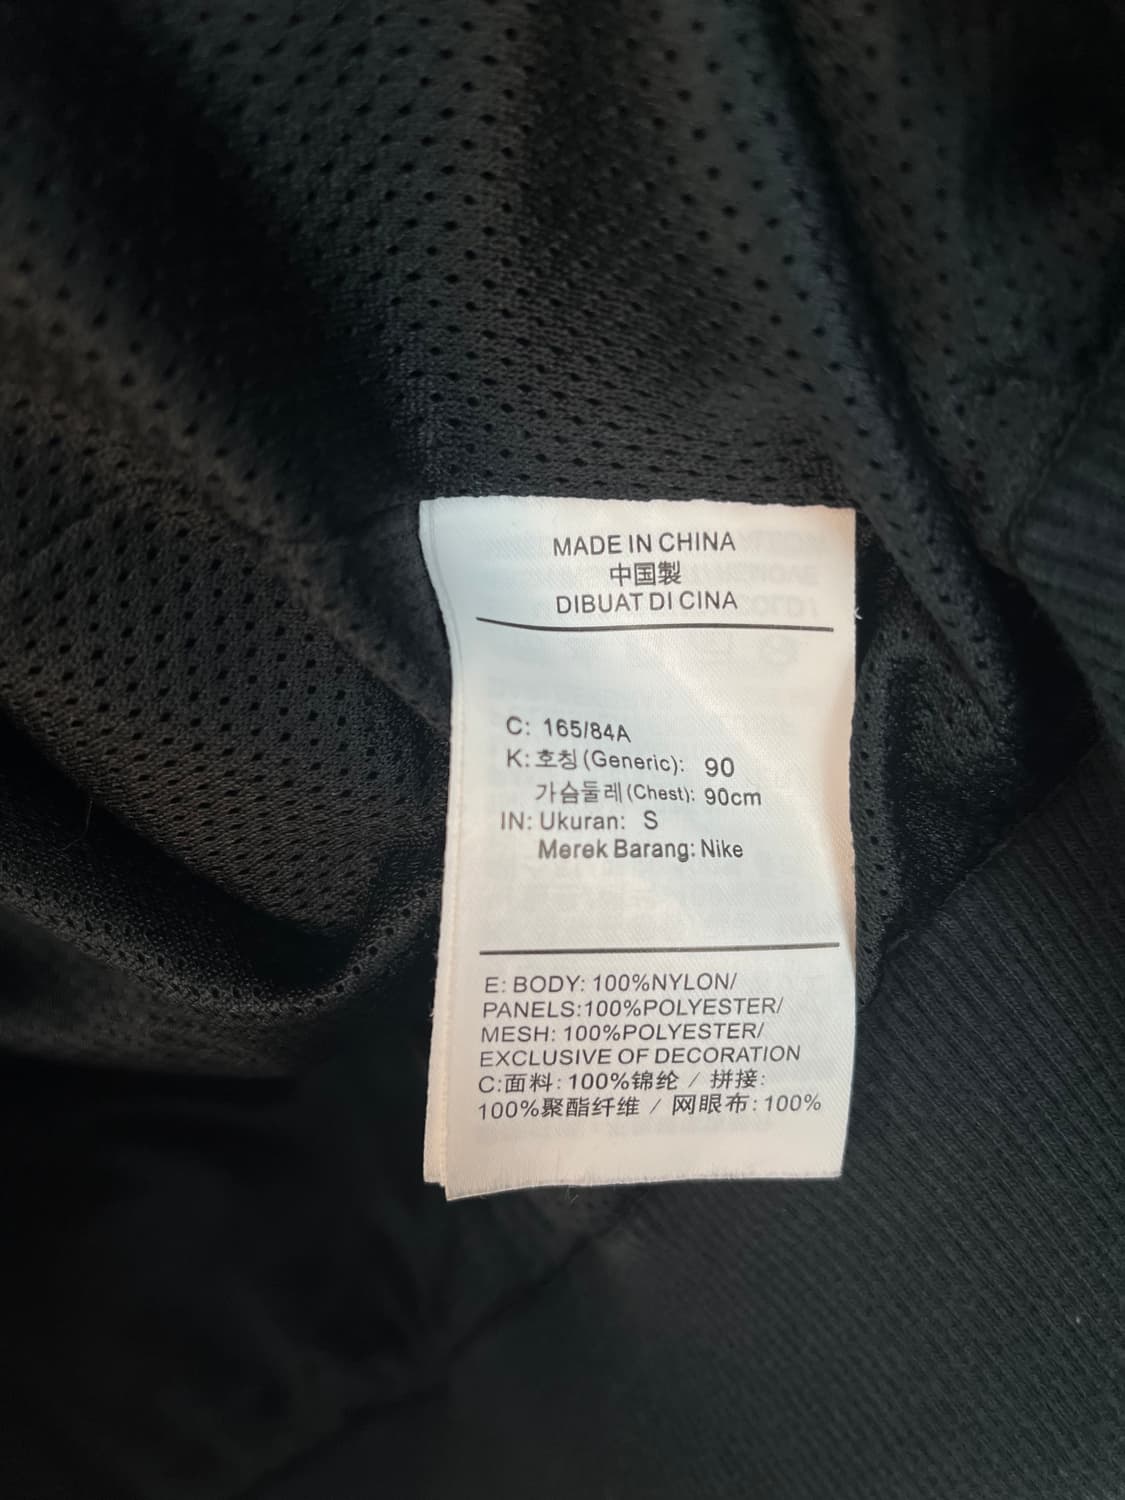 MADE IN CHINA
中国製
DIBUAT DI CINA
C: 165/84A
K: 호칭 (Generic): 90
가슴둘레 (Chest): 90cm
IN: Ukuran: S
Merek Barang: Nike
E: BODY: 100%NYLON/
PANELS:100%POLYESTER/
MESH: 100%POLYESTER/
EXCLUSIVE OF DECORATION
C:面料: 100%锦纶 / 拼接:
100%聚酯纤维 / 网眼布: 100%